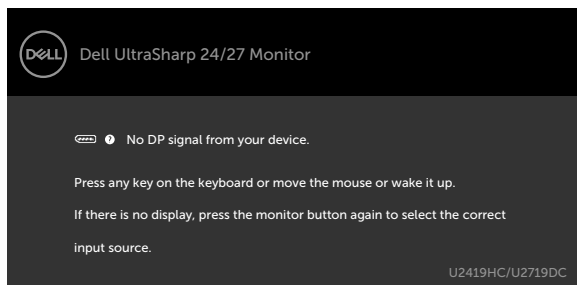 DELL
Dell UltraSharp 24/27 Monitor
? No DP signal from your device.
Press any key on the keyboard or move the mouse or wake it up.
If there is no display, press the monitor button again to select the correct
input source.
U2419HC/U2719DC